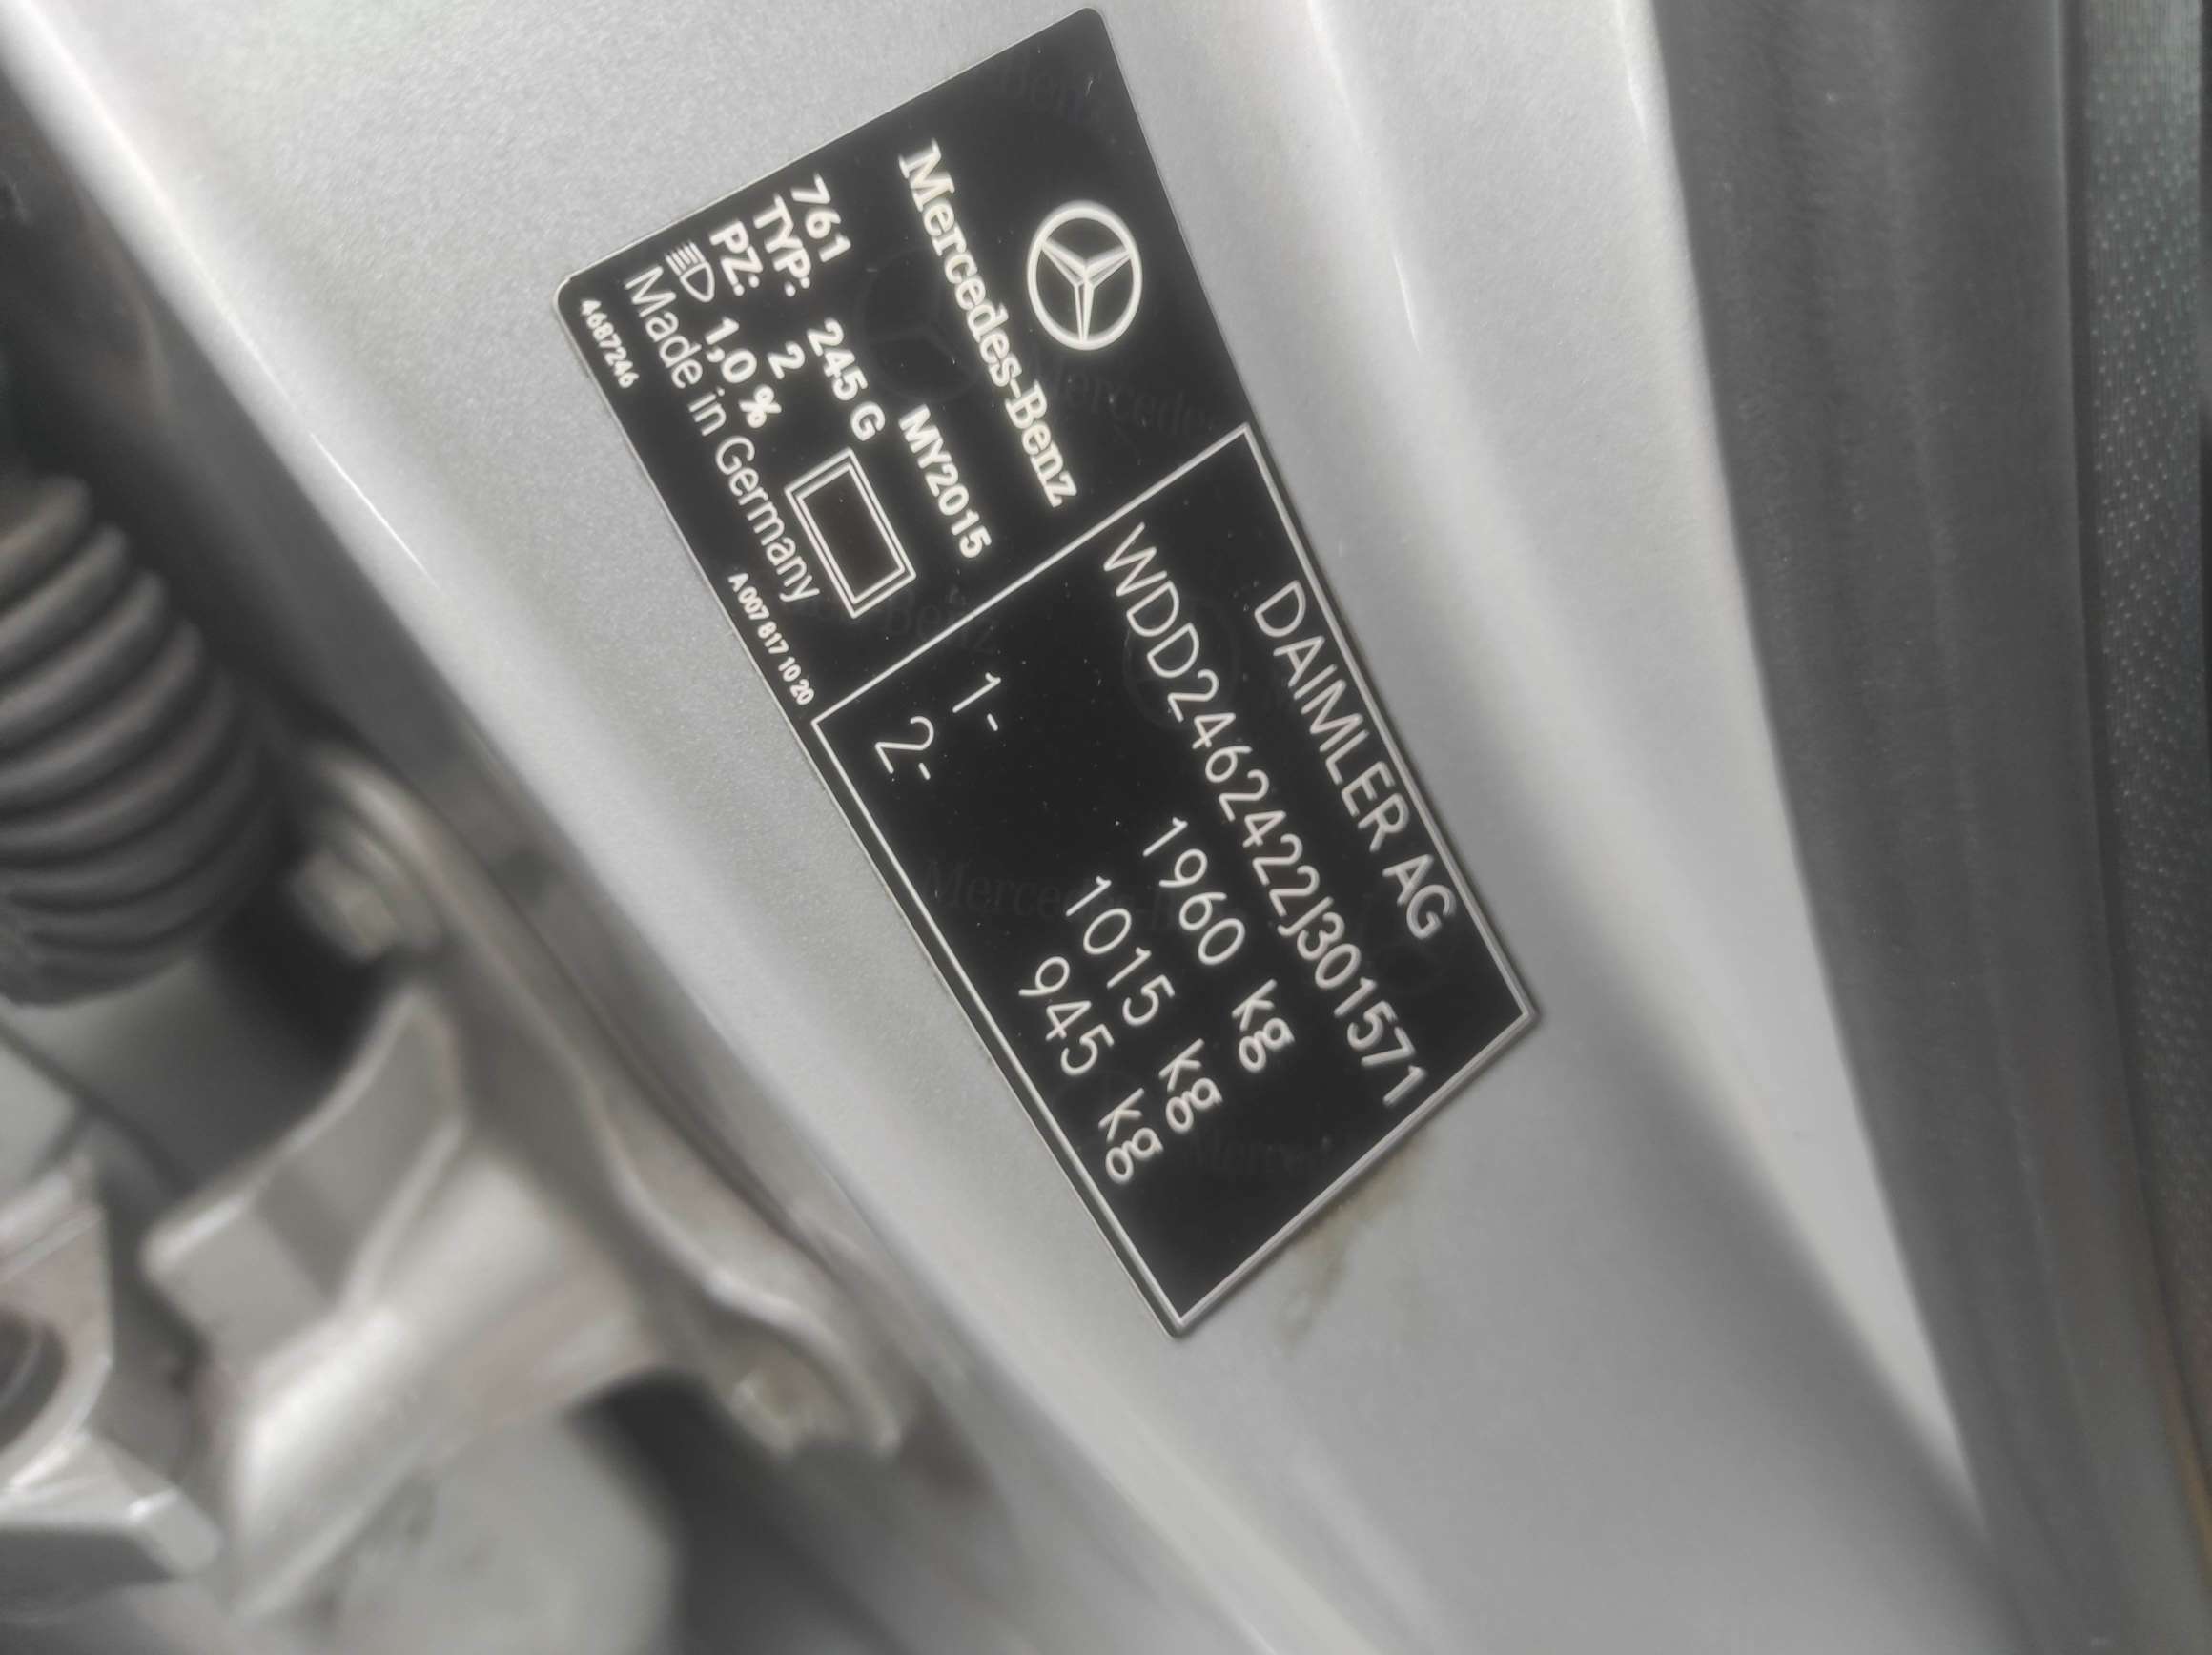 Mercedes-Benz
761 MY2015
TYP: 245 G
PZ: 2
1,0 %
Made in Germany
4687246 A 007 817 10 20
DAIMLER AG
WDD2462422J301571
1960 kg
1- 1015 kg
2- 945 kg